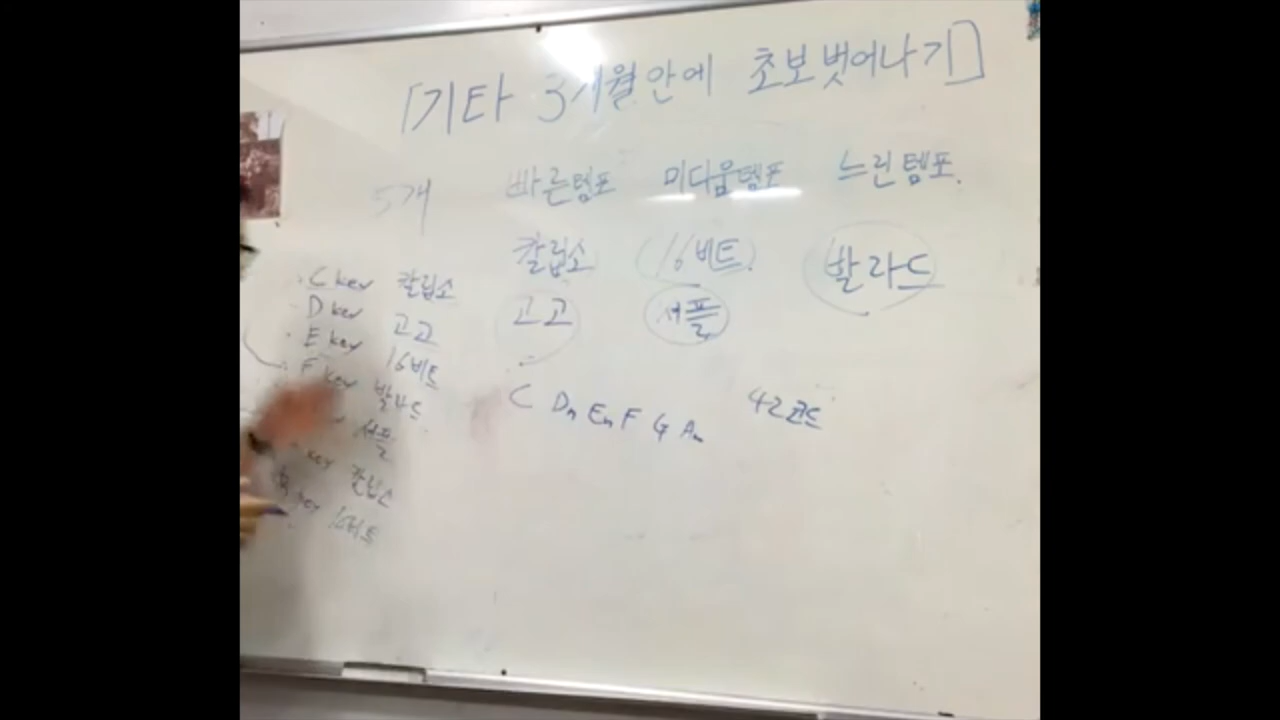 [기타 3개월안에 초보벗어나기]
5개 빠른템포 미디움템포 느린템포.
칼립소 16비트. 발라드
고고 셔플
C key 칼립소
D key 고고
E key 16비트
F key 발라드
셔플
key 칼립소
key 16비트
C Dm Em F G Am 42코드